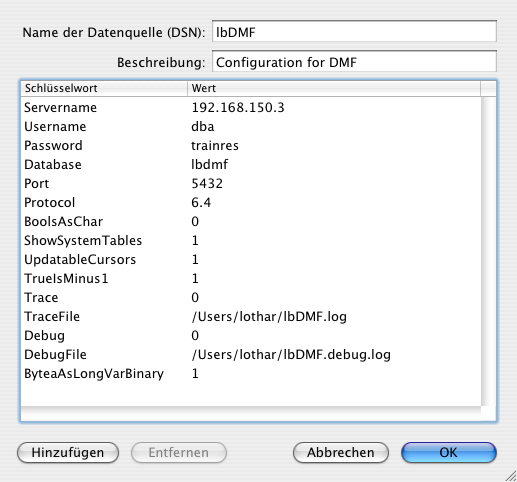 Name der Datenquelle (DSN): lbDMF
Beschreibung: Configuration for DMF
Schlüsselwort Wert
Servername 192.168.150.3
Username dba
Password trainres
Database lbdmf
Port 5432
Protocol 6.4
BoolsAsChar 0
ShowSystemTables 1
UpdatableCursors 1
TrueIsMinus1 1
Trace 0
TraceFile /Users/lothar/lbDMF.log
Debug 0
DebugFile /Users/lothar/lbDMF.debug.log
ByteaAsLongVarBinary 1
Hinzufügen Entfernen Abbrechen OK